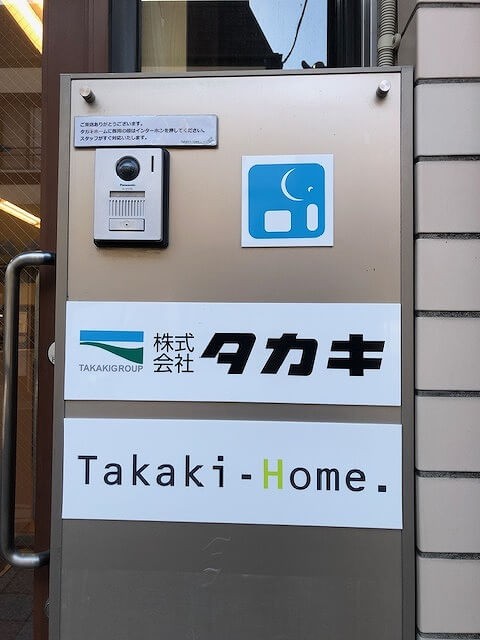 ご来店ありがとうございます。
タカキホームに御用の際はインターホンを押してください。
スタッフがすぐ対応いたします。
Panasonic
TAKAKIGROUP
株式
会社
タカキ
Takaki-Home.